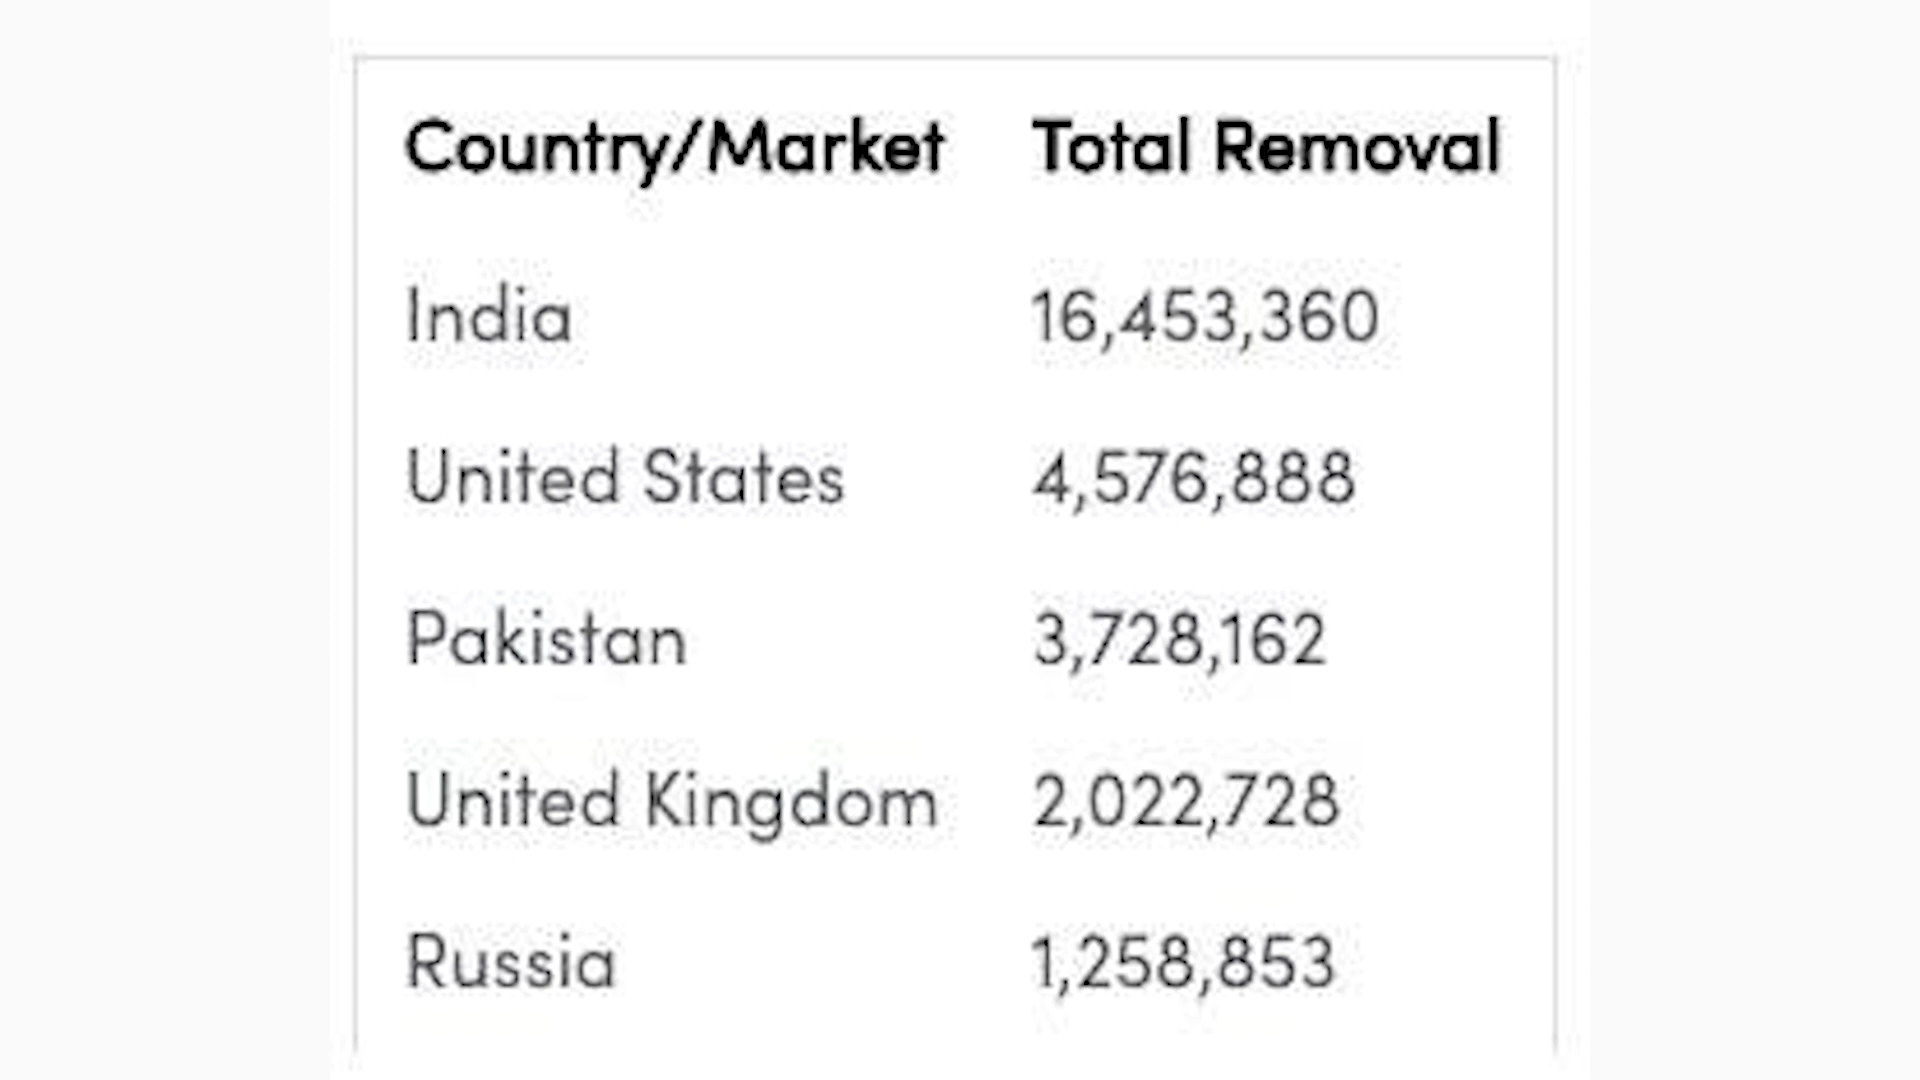 Country/Market Total Removal
India 16,453,360
United States 4,576,888
Pakistan 3,728,162
United Kingdom 2,022,728
Russia 1,258,853